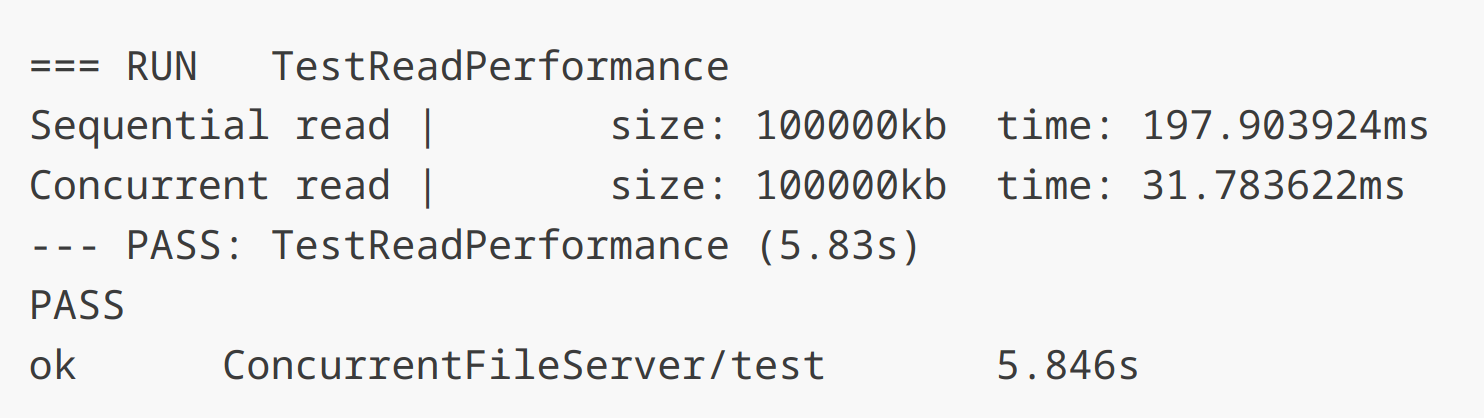 === RUN   TestReadPerformance
Sequential read |       size: 100000kb  time: 197.903924ms
Concurrent read |       size: 100000kb  time: 31.783622ms
--- PASS: TestReadPerformance (5.83s)
PASS
ok      ConcurrentFileServer/test       5.846s